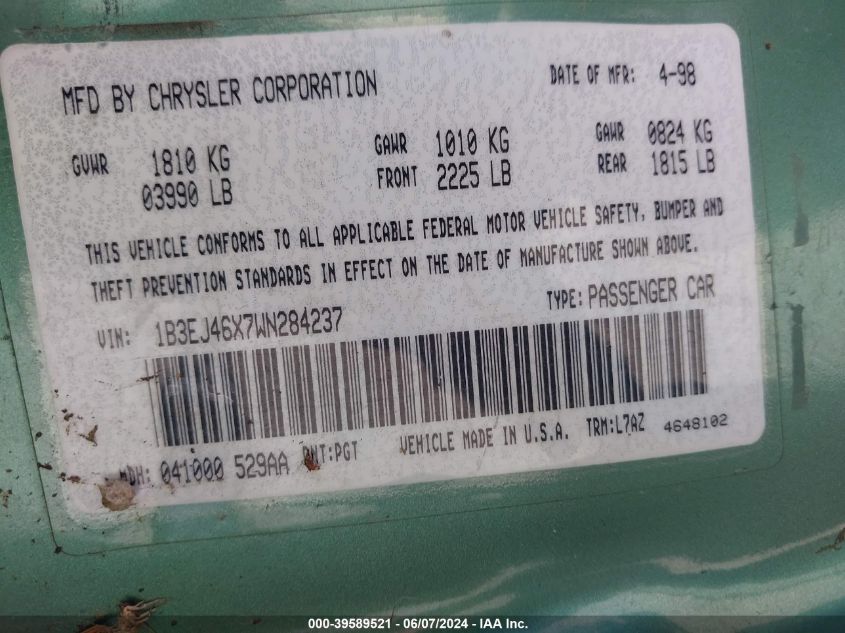 MFD BY CHRYSLER CORPORATION DATE OF MFR: 4-98
GVWR 1810 KG GAWR 1010 KG GAWR 0824 KG
03990 LB FRONT 2225 LB REAR 1815 LB
THIS VEHICLE CONFORMS TO ALL APPLICABLE FEDERAL MOTOR VEHICLE SAFETY, BUMPER AND
THEFT PREVENTION STANDARDS IN EFFECT ON THE DATE OF MANUFACTURE SHOWN ABOVE.
VIN: 1B3EJ46X7WN284237 TYPE: PASSENGER CAR
MDH: 041000 529AA PNT:PGT VEHICLE MADE IN U.S.A. TRM:L7AZ 4648102
000-39589521 - 06/07/2024 - IAA Inc.